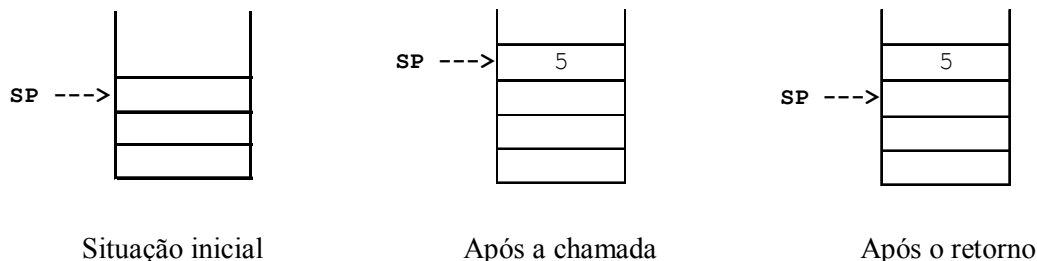 SP ---> 5
SP --->
5
SP --->
Situação inicial
Após a chamada
Após o retorno